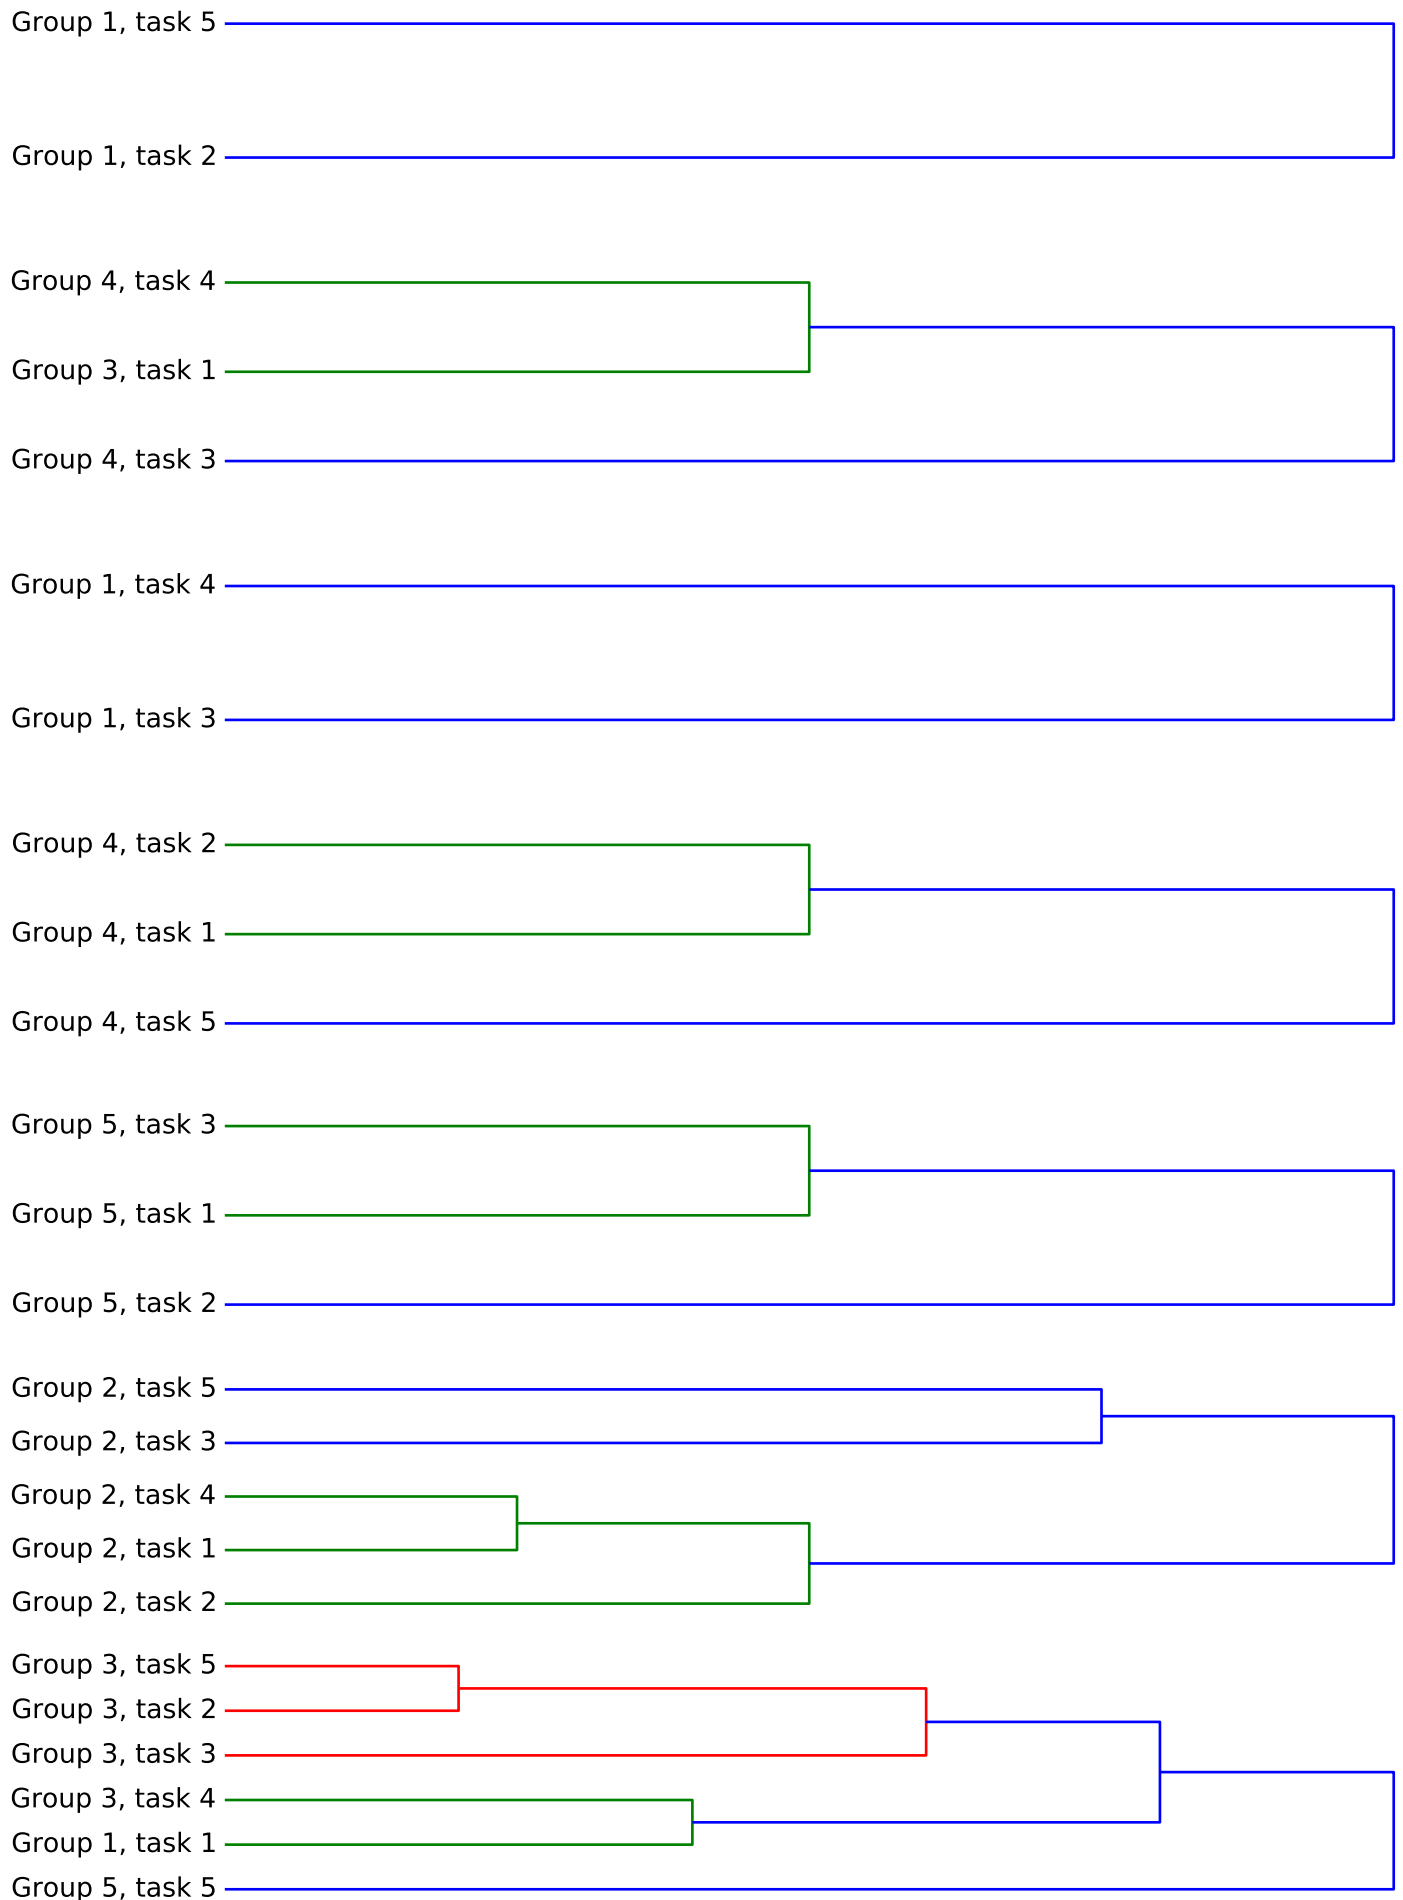 Group 1, task 5
Group 1, task 2
Group 4, task 4
Group 3, task 1
Group 4, task 3
Group 1, task 4
Group 1, task 3
Group 4, task 2
Group 4, task 1
Group 4, task 5
Group 5, task 3
Group 5, task 1
Group 5, task 2
Group 2, task 5
Group 2, task 3
Group 2, task 4
Group 2, task 1
Group 2, task 2
Group 3, task 5
Group 3, task 2
Group 3, task 3
Group 3, task 4
Group 1, task 1
Group 5, task 5